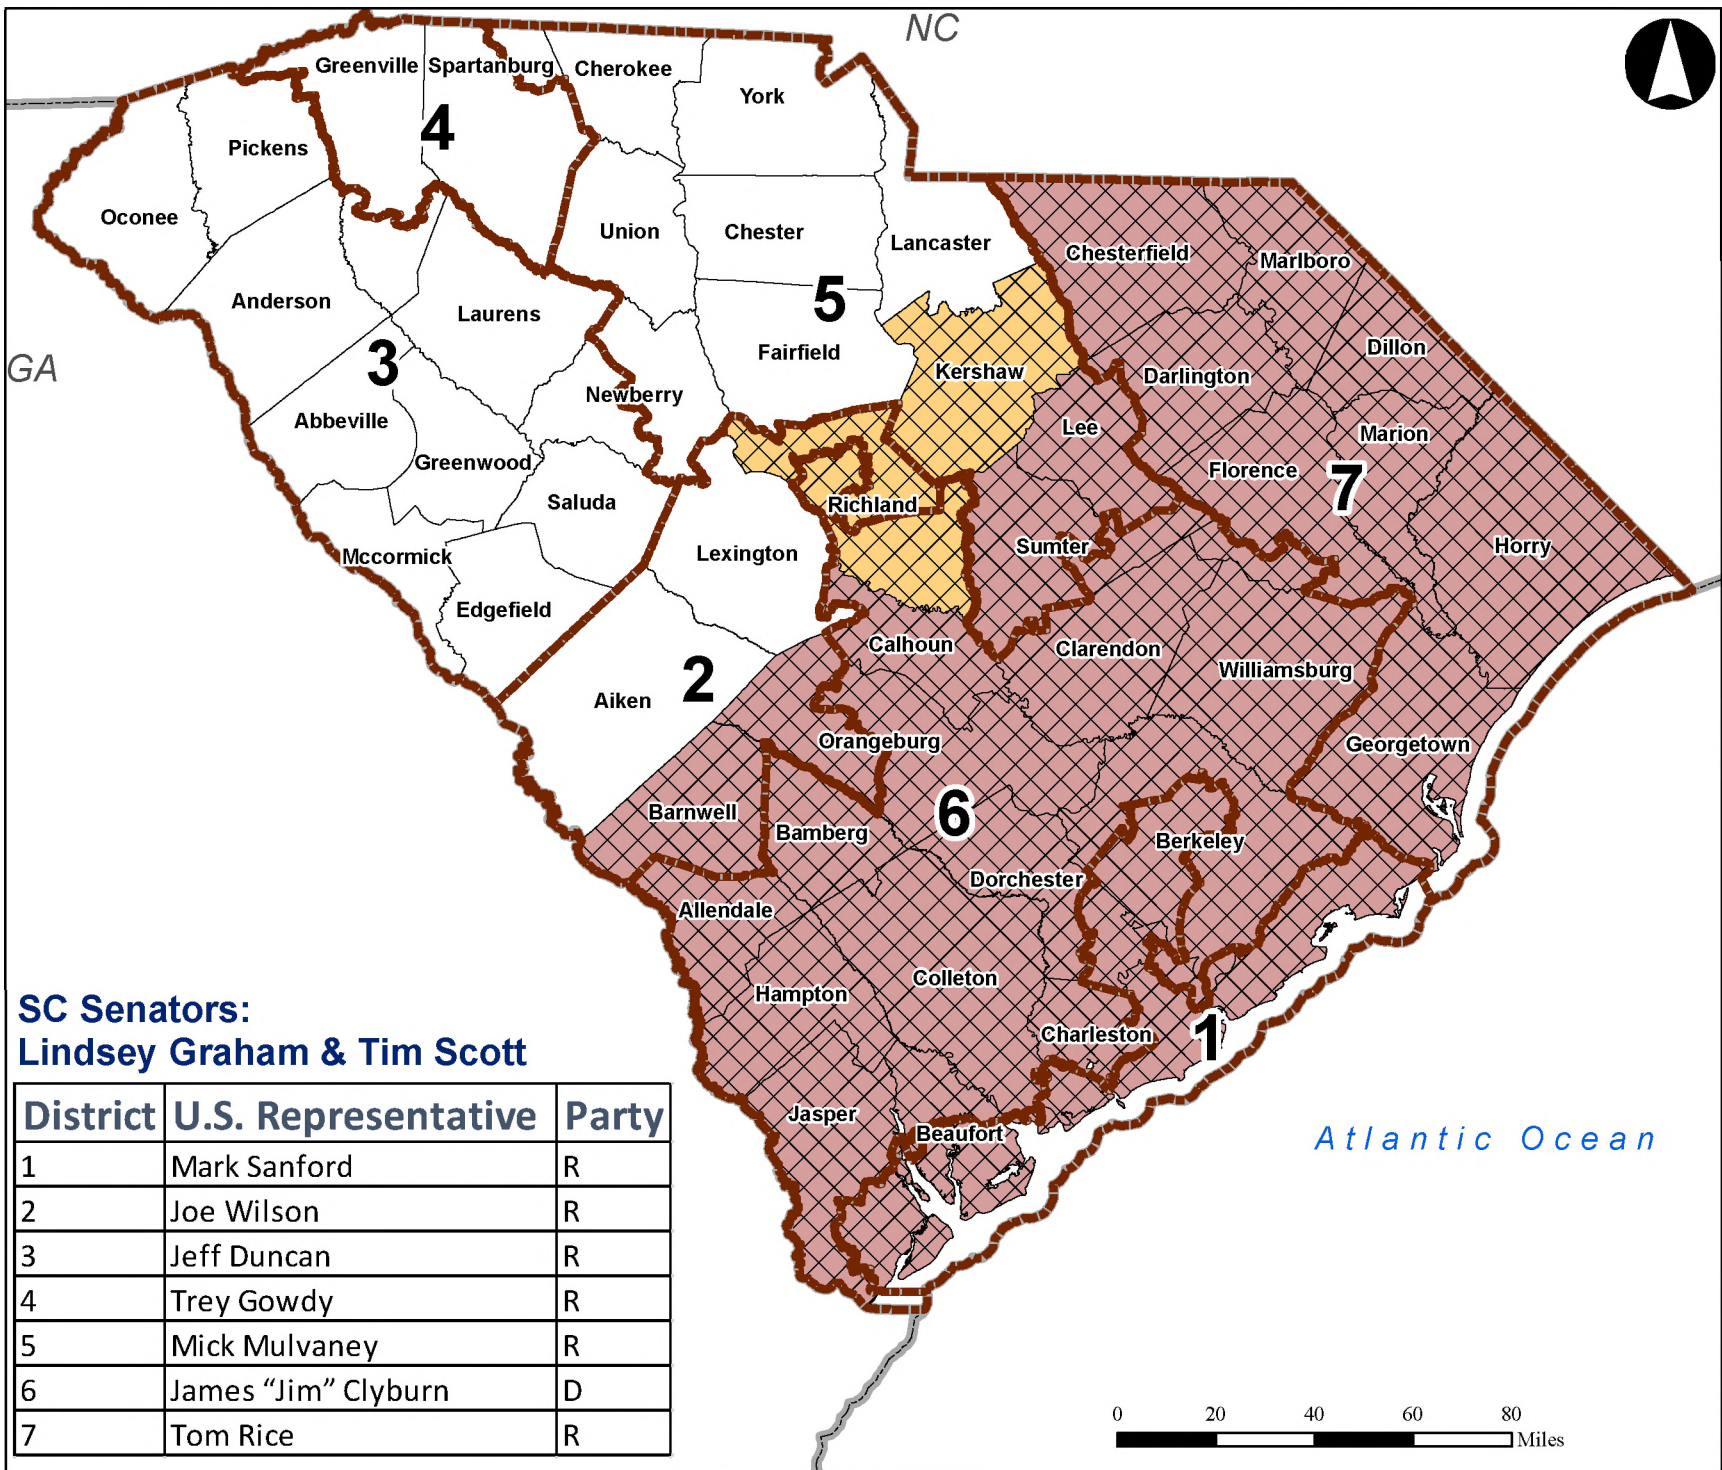 NC
Greenville
Spartanburg
Cherokee
York
4
Pickens
Oconee
Union
Chester
Lancaster
Chesterfield
Marlboro
Anderson
Laurens
5
Fairfield
Kershaw
Darlington
Dillon
GA
3
Newberry
Abbeville
Greenwood
Lee
Marion
Florence
7
Saluda
Richland
Lexington
Sumter
Horry
Mccormick
Edgefield
Calhoun
Clarendon
Williamsburg
Aiken
2
Orangeburg
Georgetown
Barnwell
Bamberg
6
Berkeley
Dorchester
Allendale
Colleton
Hampton
Charleston
1
Jasper
Beaufort
Atlantic Ocean
SC Senators:
Lindsey Graham & Tim Scott
District U.S. Representative Party
1 Mark Sanford R
2 Joe Wilson R
3 Jeff Duncan R
4 Trey Gowdy R
5 Mick Mulvaney R
6 James “Jim” Clyburn D
7 Tom Rice R
0 20 40 60 80
Miles